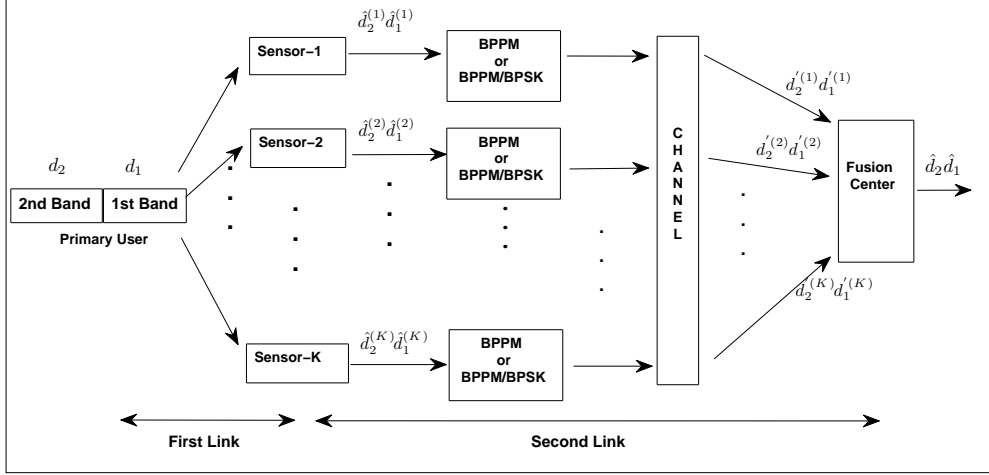 $\hat{d}_2^{(1)}\hat{d}_1^{(1)}$
Sensor−1
BPPM
or
BPPM/BPSK
$d_2^{'(1)}d_1^{'(1)}$
$\hat{d}_2^{(2)}\hat{d}_1^{(2)}$
Sensor−2
BPPM
or
BPPM/BPSK
$d_2^{'(2)}d_1^{'(2)}$
$d_2$
$d_1$
2nd Band
1st Band
Primary User
CHANNEL
Fusion
Center
$\hat{d}_2\hat{d}_1$
$d_2^{'(K)}d_1^{'(K)}$
$\hat{d}_2^{(K)}\hat{d}_1^{(K)}$
Sensor−K
BPPM
or
BPPM/BPSK
First Link
Second Link